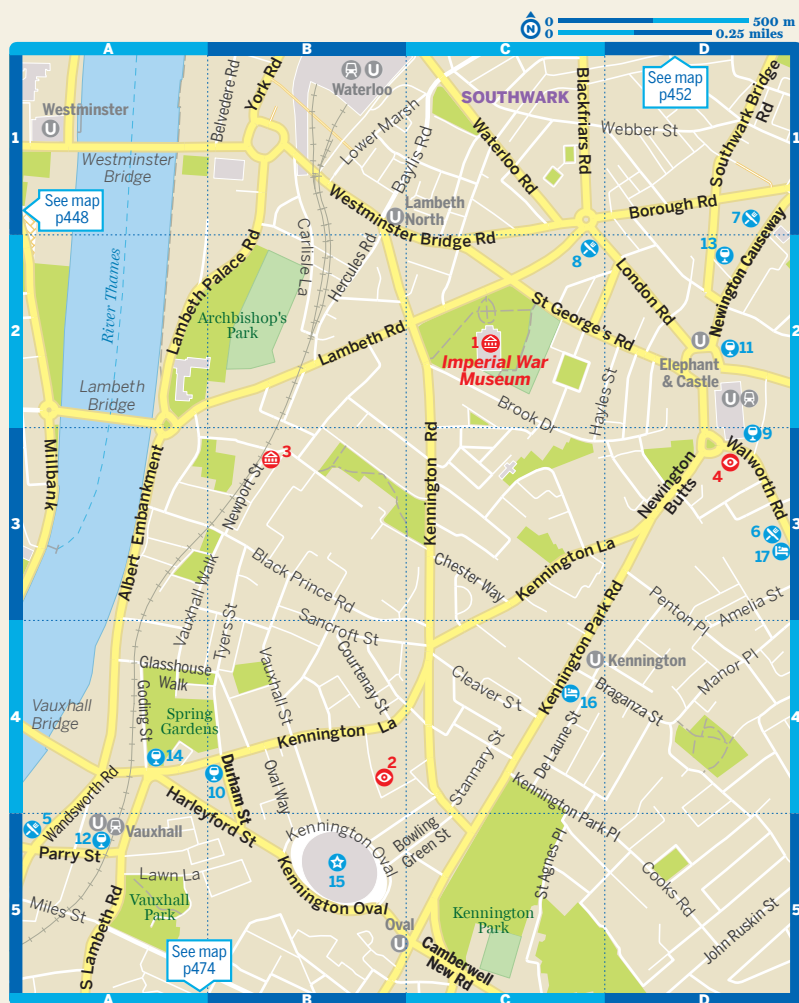 0 500 m
N
0 0.25 miles
A B C D
See map
p452
Waterloo
Belvedere Rd
York Rd
SOUTHWARK
Blackfriars Rd
Southwark Bridge
Rd
Westminster
Lower Marsh
Baylis Rd
Waterloo Rd
Webber St
1 1
Westminster
Bridge
See map
p448
Westminster Bridge Rd
Lambeth
North
Borough Rd
7
13
8
Newington Causeway
River Thames
Lambeth Palace Rd
Carlisle La
Hercules Rd
London Rd
St George's Rd
Archbishop's
Park
Lambeth Rd
2 2
1
Imperial War
Museum
11
Elephant
& Castle
Hayles St
Lambeth
Bridge
Brook Dr
9
Millbank
Albert Embankment
3
Newport St
Kennington Rd
Newington
Butts
4
Walworth Rd
3 3
6
17
Vauxhall Walk
Black Prince Rd
Chester Way
Kennington La
Kennington Park Rd
Penton Pl
Amelia St
Tyers St
Sancroft St
Glasshouse
Walk
Vauxhall St
Courtenay St
Kennington
Manor Pl
Cleaver St
16
Braganza St
Vauxhall
Bridge
Goding St
Spring
Gardens
4 4
Kennington La
De Laune St
Stannary St
14
10
Durham St
Oval Way
2
Kennington Park Pl
Wandsworth Rd
5
12
Vauxhall
Harleyford St
Kennington Oval
Bowling
Green St
Parry St
15
St Agnes Pl
Cooks Rd
Lawn La
Miles St
Vauxhall
Park
Kennington Oval
5 5
Kennington
Park
Oval
S Lambeth Rd
See map
p474
Camberwell
New Rd
John Ruskin St
A B C D